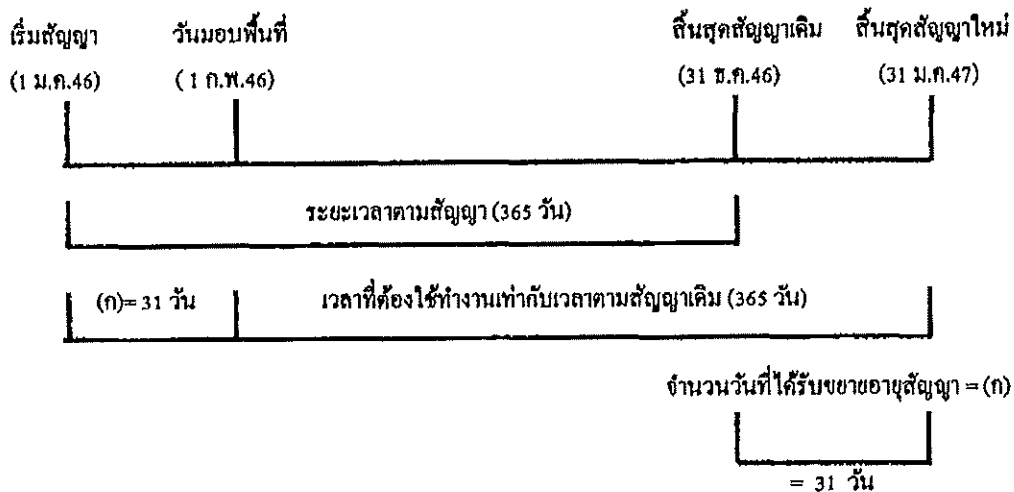 เริ่มสัญญา วันมอบพื้นที่ สิ้นสุดสัญญาเดิม สิ้นสุดสัญญาใหม่
(1 ม.ค.46) ( 1 ก.พ.46) (31 ธ.ค.46) (31 ม.ค.47)
ระยะเวลาตามสัญญา (365 วัน)
(ก)= 31 วัน เวลาที่ต้องใช้ทำงานเท่ากับเวลาตามสัญญาเดิม (365 วัน)
จำนวนวันที่ได้รับขยายอายุสัญญา = (ก)
= 31 วัน